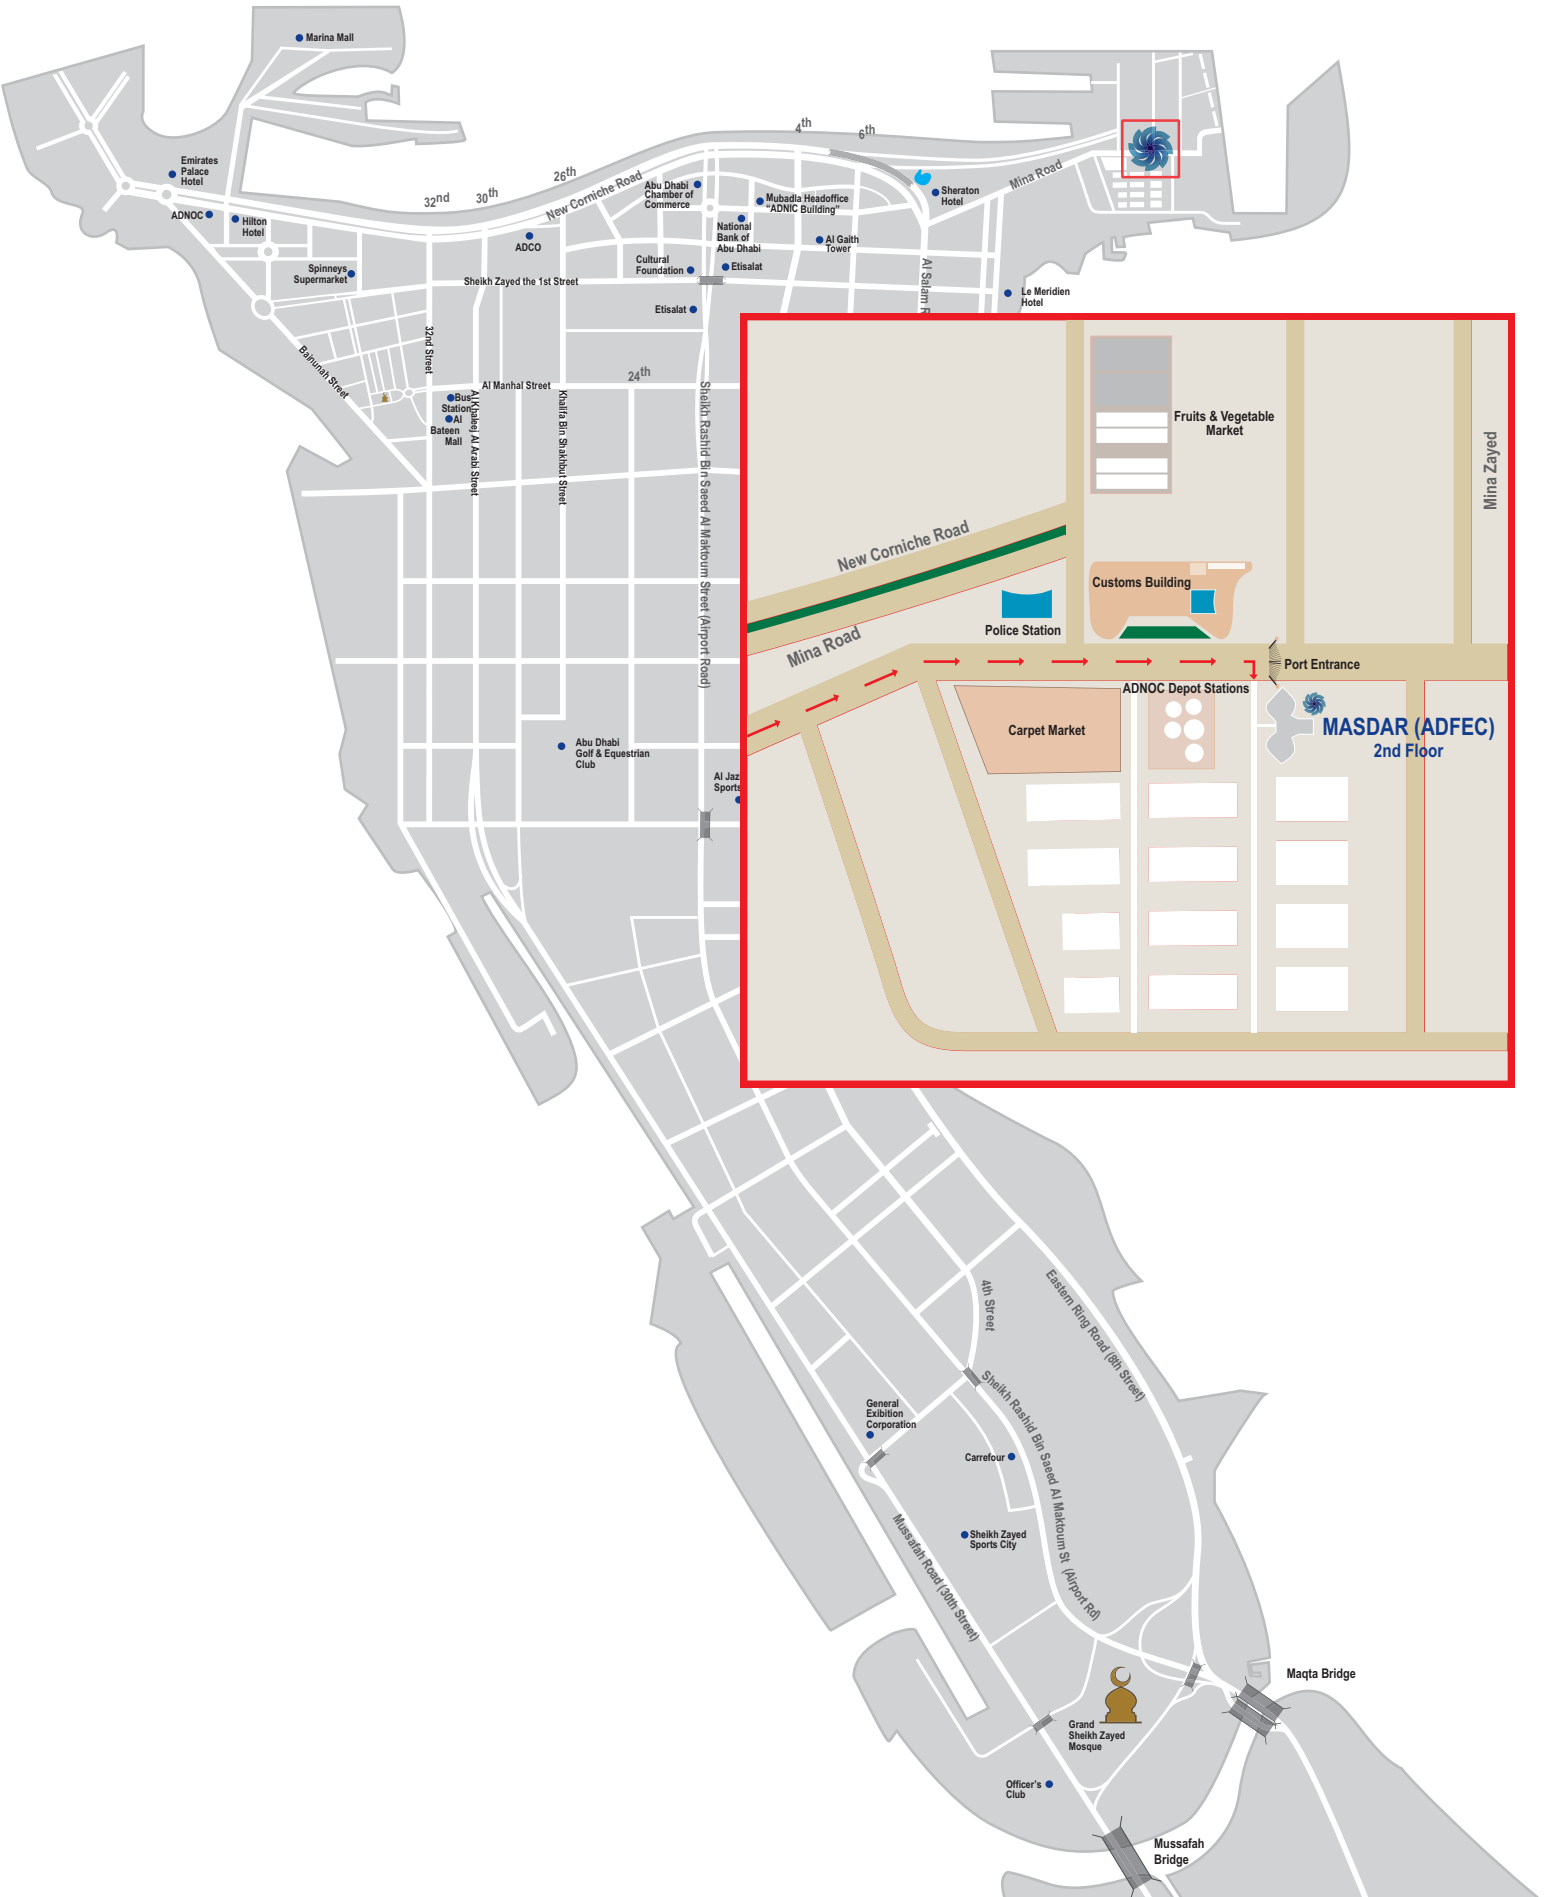 Marina Mall
4th
6th
Emirates
Palace
Hotel
26th
30th
32nd
New Corniche Road
Abu Dhabi
Chamber of
Commerce
Mubadla Headoffice
"ADNIC Building"
Sheraton
Hotel
Mina Road
ADNOC
Hilton
Hotel
National
Bank of
Abu Dhabi
Al Gaith
Tower
ADCO
Cultural
Foundation
Etisalat
Spinneys
Supermarket
Sheikh Zayed the 1st Street
Al Salam R
Le Meridien
Hotel
Etisalat
32nd Street
Bainunah Street
24th
Al Manhal Street
Bus
Station
Al
Bateen
Mall
Al Khaleej Al Arabi Street
Khalifa Bin Shakhbut Street
Sheikh Rashid Bin Saeed Al Maktoum Street (Airport Road)
Fruits & Vegetable
Market
Mina Zayed
New Corniche Road
Customs Building
Police Station
Mina Road
Port Entrance
ADNOC Depot Stations
Carpet Market
MASDAR (ADFEC)
2nd Floor
Abu Dhabi
Golf & Equestrian
Club
Al Jaz
Sports
4th Street
Eastern Ring Road (8th Street)
Sheikh Rashid Bin Saeed Al Maktoum St (Airport Rd)
General
Exibition
Corporation
Carrefour
Mussafah Road (30th Street)
Sheikh Zayed
Sports City
Maqta Bridge
Grand
Sheikh Zayed
Mosque
Officer's
Club
Mussafah
Bridge